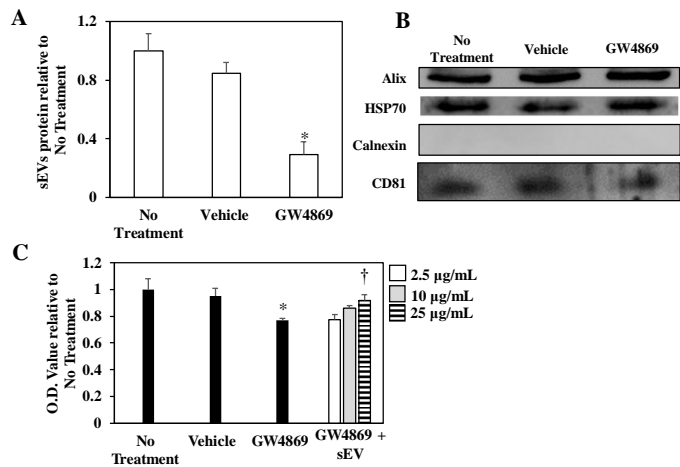 A
sEVs protein relative to
No Treatment
1.2
0.8
0.4
0
*
No
Treatment
Vehicle
GW4869
B
No
Treatment
Vehicle
GW4869
Alix
HSP70
Calnexin
CD81
C
O.D. Value relative to
No Treatment
1.2
1
0.8
0.6
0.4
0.2
0
*
†
2.5 µg/mL
10 µg/mL
25 µg/mL
No
Treatment
Vehicle
GW4869
GW4869 +
sEV